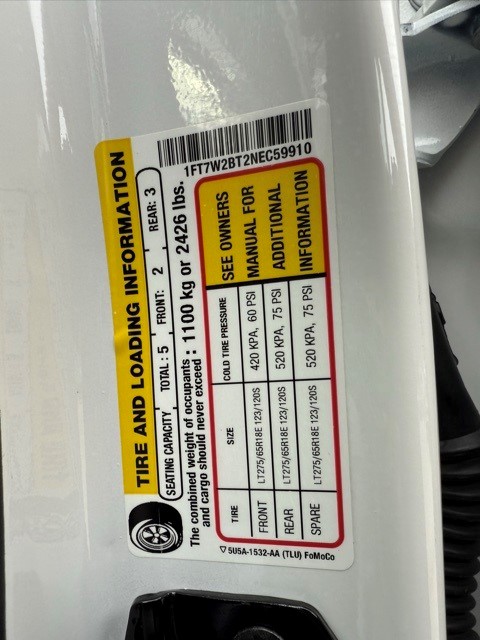 TIRE AND LOADING INFORMATION
SEATING CAPACITY TOTAL: 5 FRONT: 2 REAR: 3
The combined weight of occupants and cargo should never exceed : 1100 kg or 2426 lbs.
1FT7W2BT2NEC59910
TIRE SIZE COLD TIRE PRESSURE
FRONT LT275/65R18E 123/120S 420 KPA, 60 PSI
REAR LT275/65R18E 123/120S 520 KPA, 75 PSI
SPARE LT275/65R18E 123/120S 520 KPA, 75 PSI
SEE OWNERS
MANUAL FOR
ADDITIONAL
INFORMATION
5U5A-1532-AA (TLU) FoMoCo